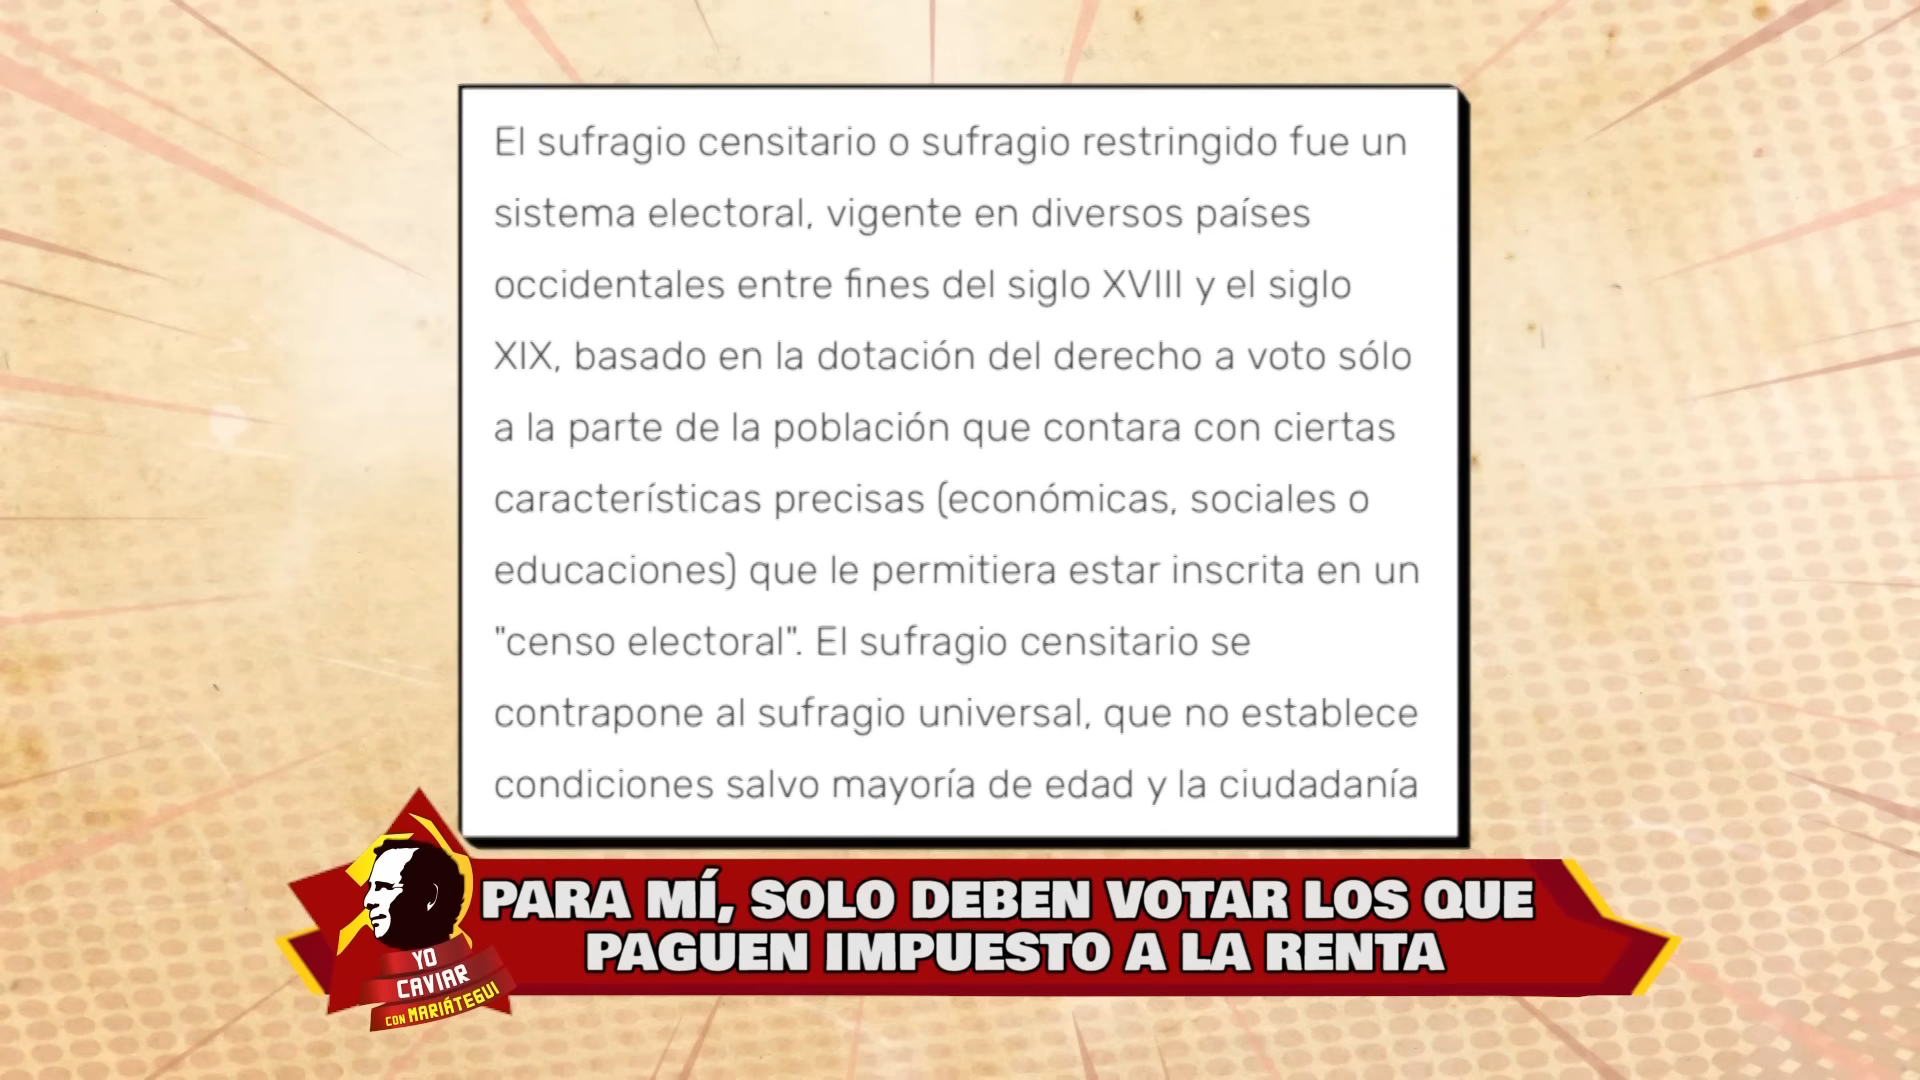 El sufragio censitario o sufragio restringido fue un
sistema electoral, vigente en diversos países
occidentales entre fines del siglo XVIII y el siglo
XIX, basado en la dotación del derecho a voto sólo
a la parte de la población que contara con ciertas
características precisas (económicas, sociales o
educaciones) que le permitiera estar inscrita en un
"censo electoral". El sufragio censitario se
contrapone al sufragio universal, que no establece
condiciones salvo mayoría de edad y la ciudadanía
PARA MÍ, SOLO DEBEN VOTAR LOS QUE
PAGUEN IMPUESTO A LA RENTA
YO
CAVIAR
CON MARIÁTEGUI